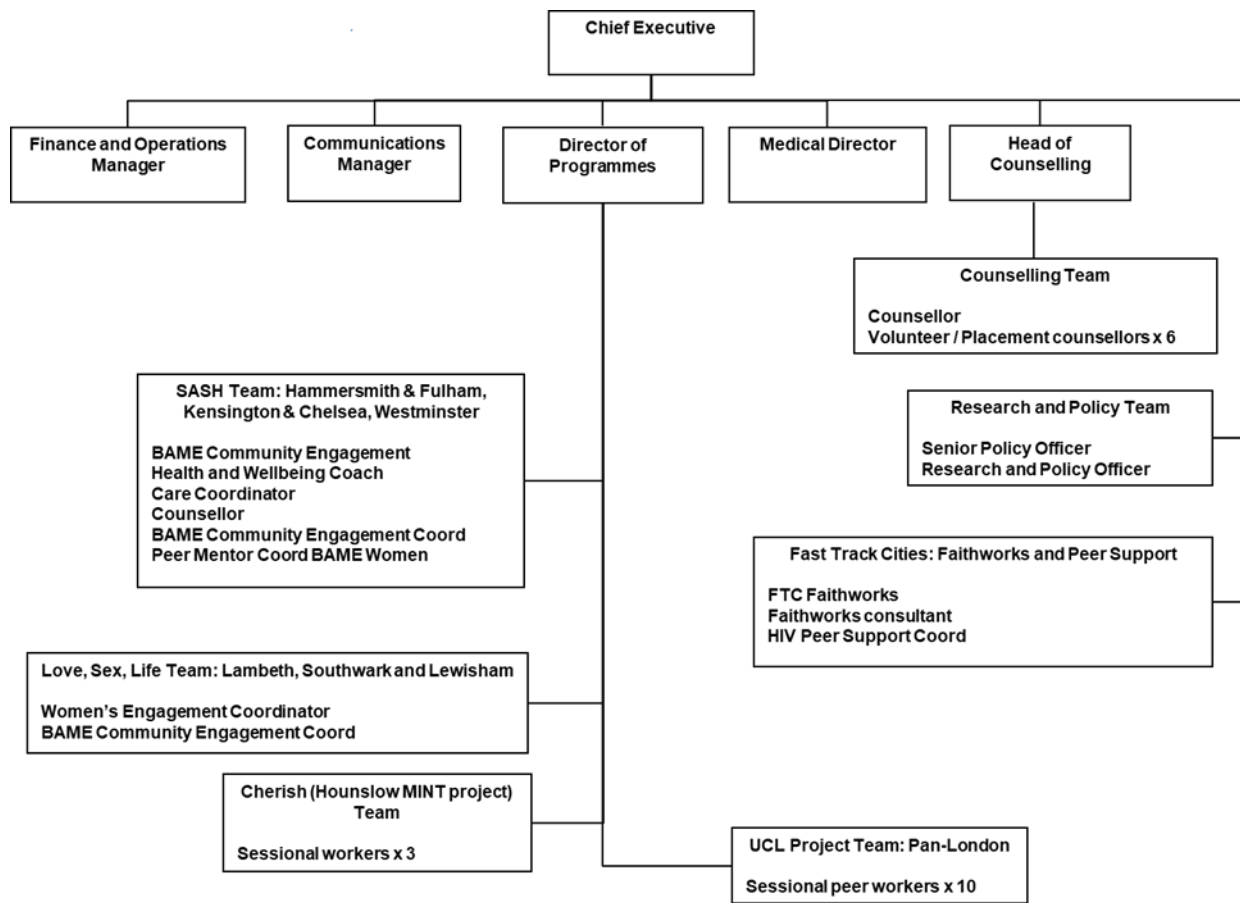 Chief Executive
Finance and Operations
Manager
Communications
Manager
Director of
Programmes
Medical Director
Head of
Counselling
Counselling Team
Counsellor
Volunteer / Placement counsellors x 6
SASH Team: Hammersmith & Fulham,
Kensington & Chelsea, Westminster
BAME Community Engagement
Health and Wellbeing Coach
Care Coordinator
Counsellor
BAME Community Engagement Coord
Peer Mentor Coord BAME Women
Research and Policy Team
Senior Policy Officer
Research and Policy Officer
Fast Track Cities: Faithworks and Peer Support
FTC Faithworks
Faithworks consultant
HIV Peer Support Coord
Love, Sex, Life Team: Lambeth, Southwark and Lewisham
Women's Engagement Coordinator
BAME Community Engagement Coord
Cherish (Hounslow MINT project)
Team
Sessional workers x 3
UCL Project Team: Pan-London
Sessional peer workers x 10